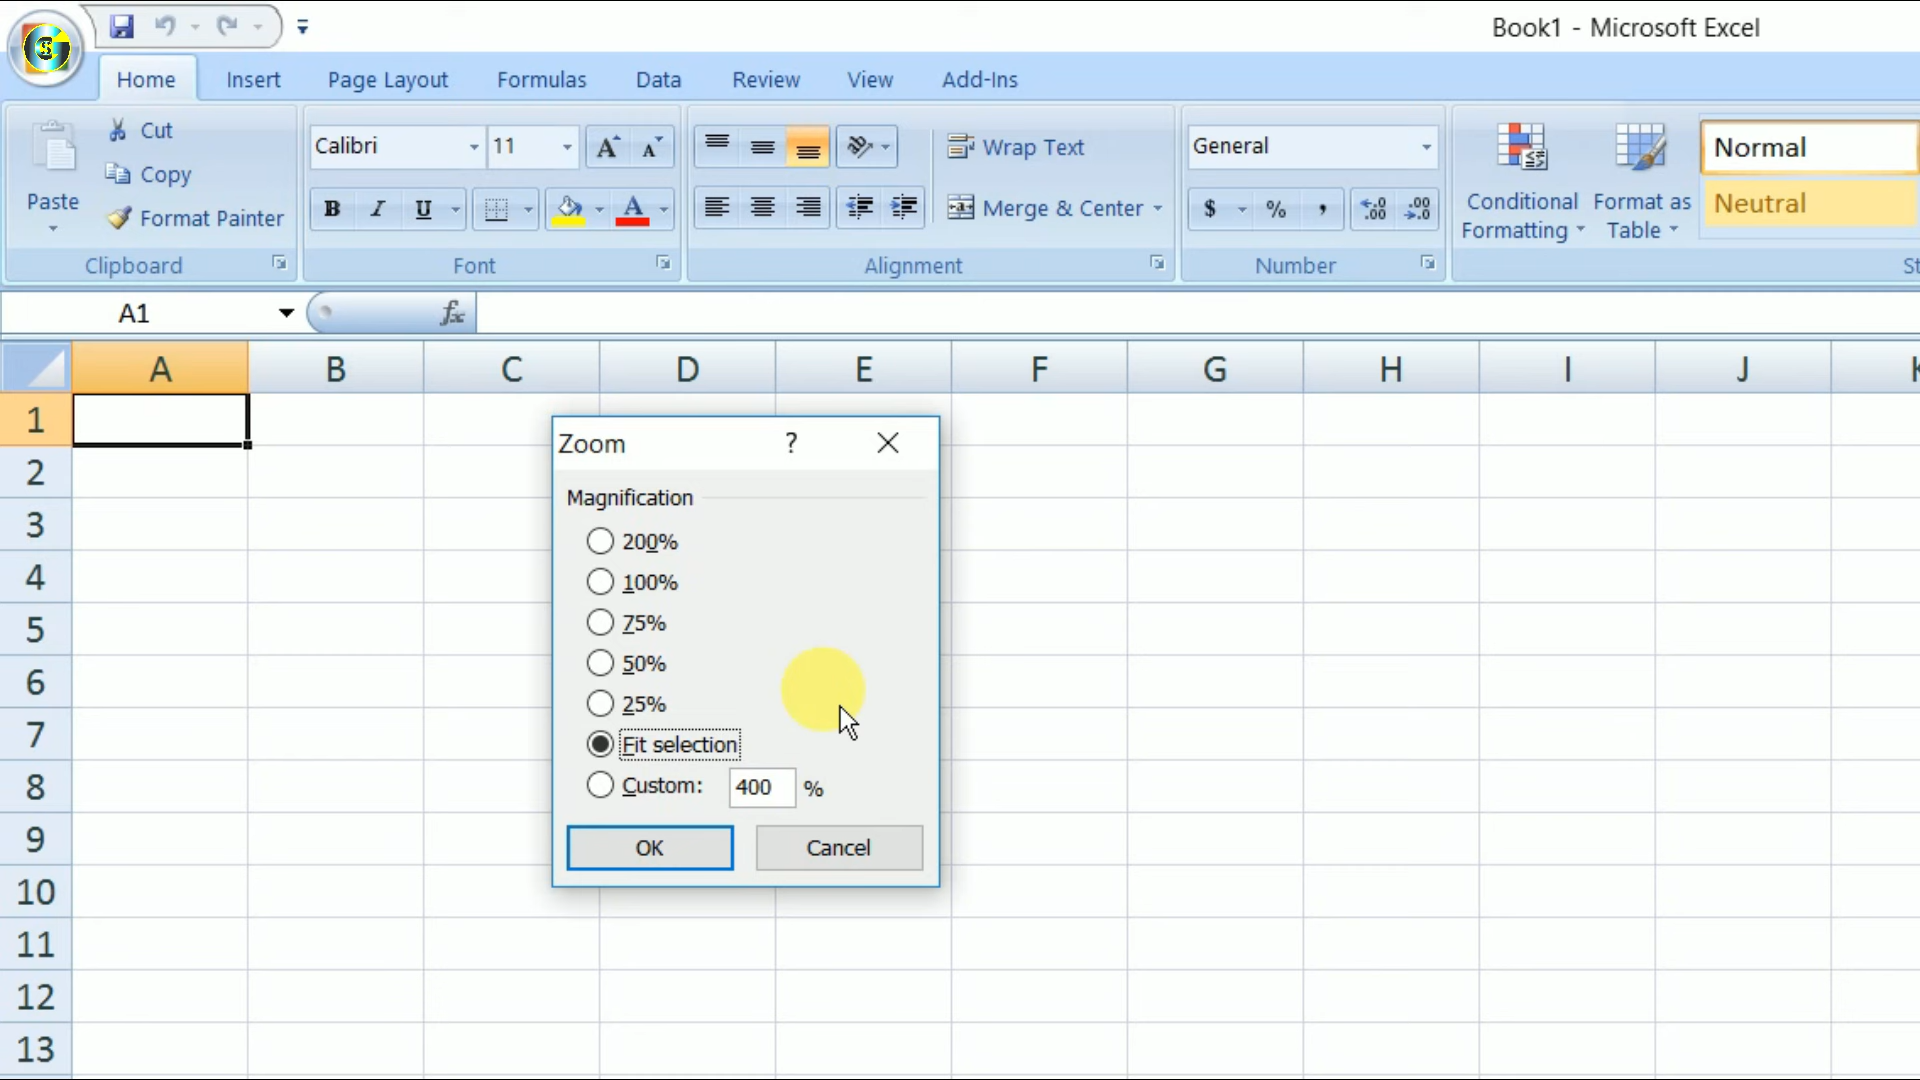 Book1 - Microsoft Excel
Home Insert Page Layout Formulas Data Review View Add-Ins
Paste
Cut
Copy
Format Painter
Clipboard
Calibri 11
B I U A
Font
Wrap Text
Merge & Center
Alignment
General
$ % ,
Number
Conditional Formatting
Format as Table
Normal
Neutral
A1 fx
A B C D E F G H I J
1
2
3
4
5
6
7
8
9
10
11
12
13
Zoom ?
Magnification
200%
100%
75%
50%
25%
Fit selection
Custom: 400 %
OK Cancel